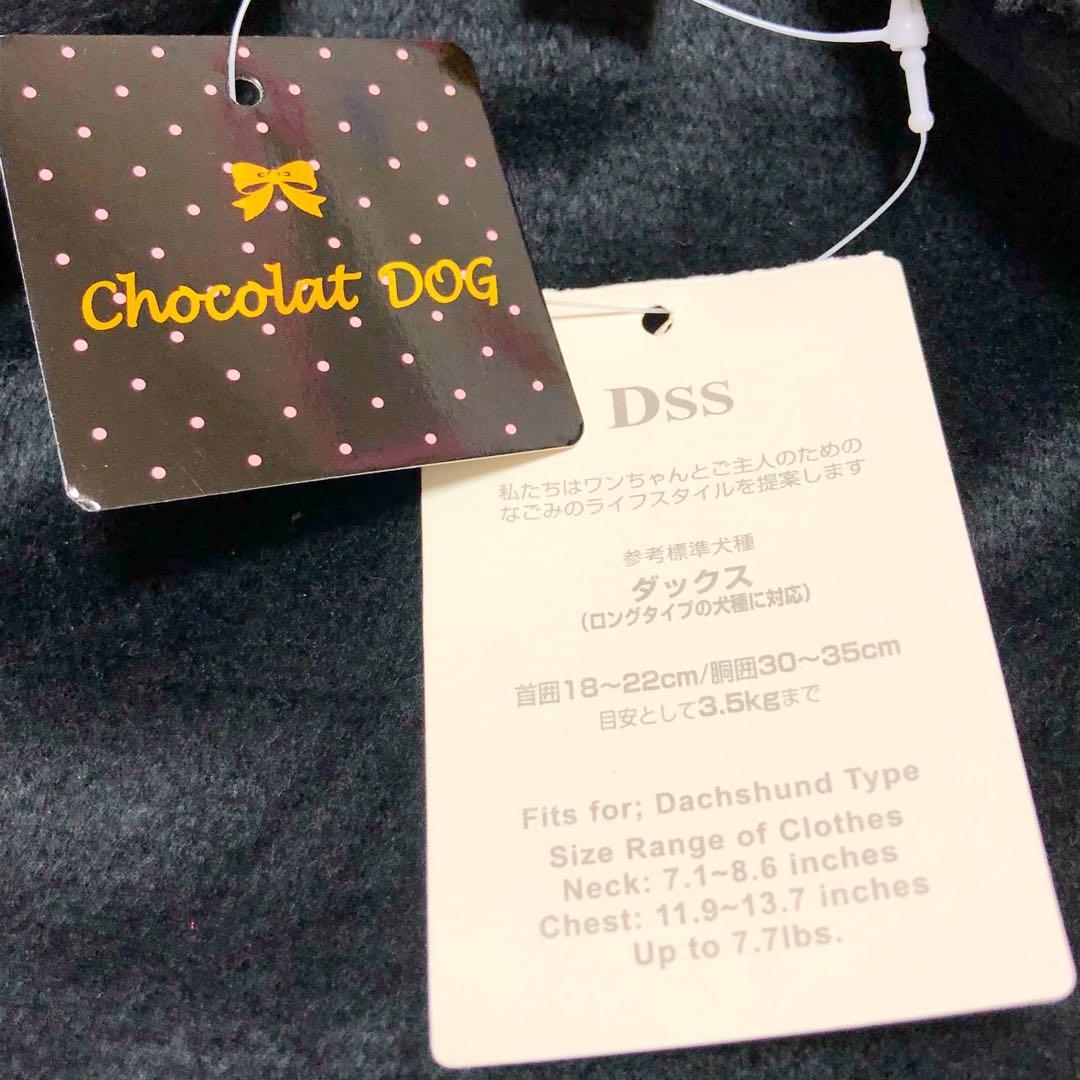 Chocolat DOG
DSS
私たちはワンちゃんとご主人のための
なごみのライフスタイルを提案します
参考標準犬種
ダックス
(ロングタイプの犬種に対応)
首囲18~22cm/胴囲30~35cm
目安として3.5kgまで
Fits for; Dachshund Type
Size Range of Clothes
Neck: 7.1~8.6 inches
Chest: 11.9~13.7 inches
Up to 7.7lbs.